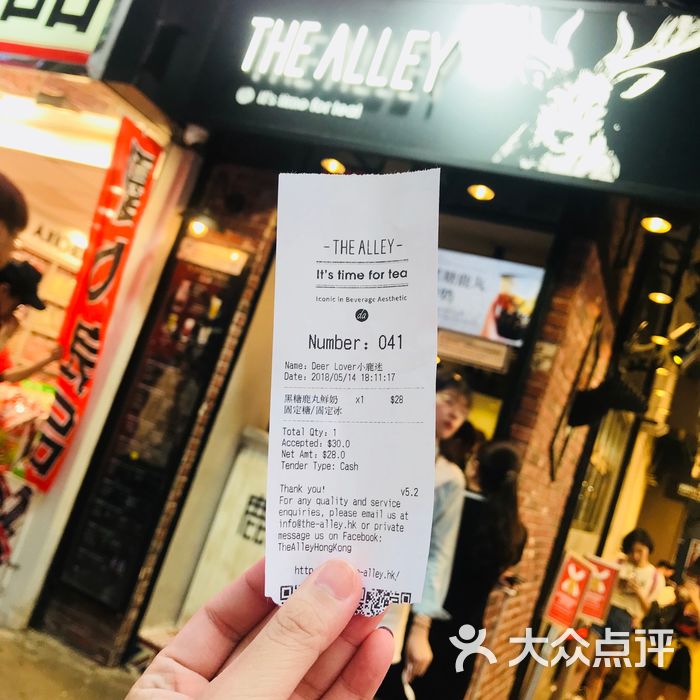 品
THE ALLEY
It's time for tea!
- THE ALLEY -
It's time for tea
Iconic in Beverage Aesthetic
Number: 041
Name: Deer Lover小鹿迷
Date: 2018/05/14 18:11:17
黑糖鹿丸鮮奶 x1 $28
固定糖/固定冰
Total Qty: 1
Accepted: $30.0
Net Amt: $28.0
Tender Type: Cash
Thank you! v5.2
For any quality and service
enquiries, please email us at
info@the-alley.hk or private
message us on Facebook:
TheAlleyHongKong
-alley.hk/
大众点评